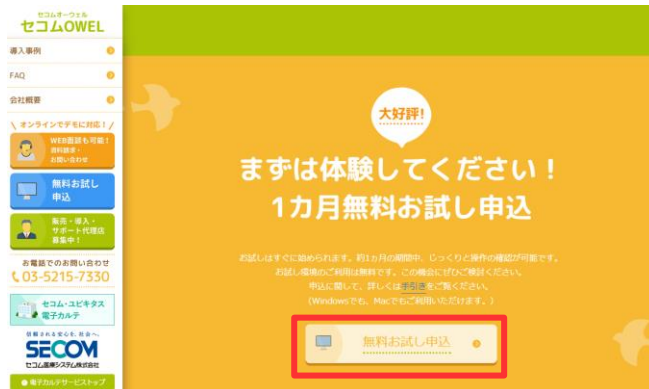 セコムオーウェル
セコムOWEL
導入事例
FAQ
会社概要
\ オンラインでデモに対応！ /
WEB面談も可能！
資料請求・
お問い合わせ
無料お試し
申込
販売・導入・
サポート代理店
募集中！
お電話でのお問い合わせ
03-5215-7330
セコム・ユビキタス
電子カルテ
信頼される安心を、社会へ。
SECOM
セコム医療システム株式会社
電子カルテサービストップ
大好評！
まずは体験してください！
1カ月無料お試し申込
お試しはすぐに始められます。約1カ月の期間中、じっくりと操作の確認が可能です。
お試し環境のご利用は無料です。この機会にぜひご検討ください。
申込に関して、詳しくは手引きをご覧ください。
（Windowsでも、Macでもご利用いただけます。）
無料お試し申込